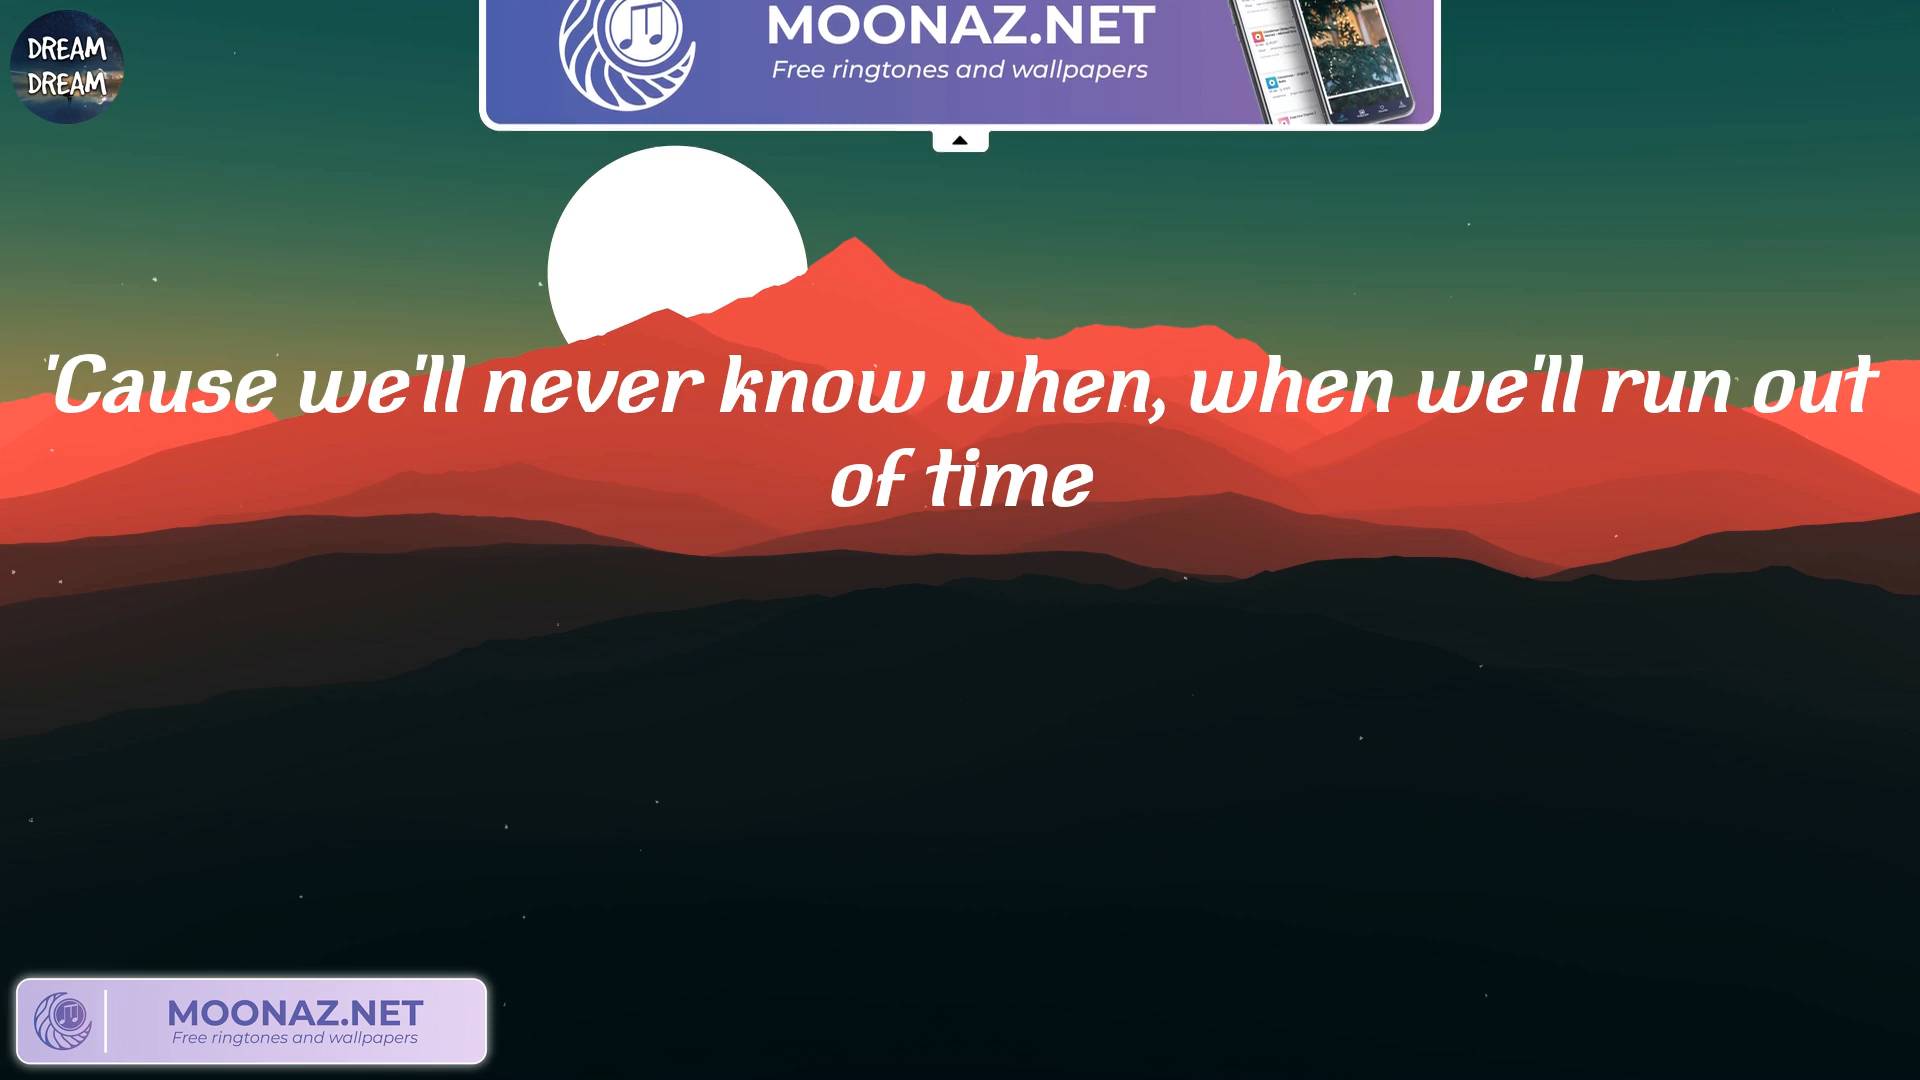 DREAM
DREAM
MOONAZ.NET
Free ringtones and wallpapers
'Cause we'll never know when, when we'll run out
of time
MOONAZ.NET
Free ringtones and wallpapers